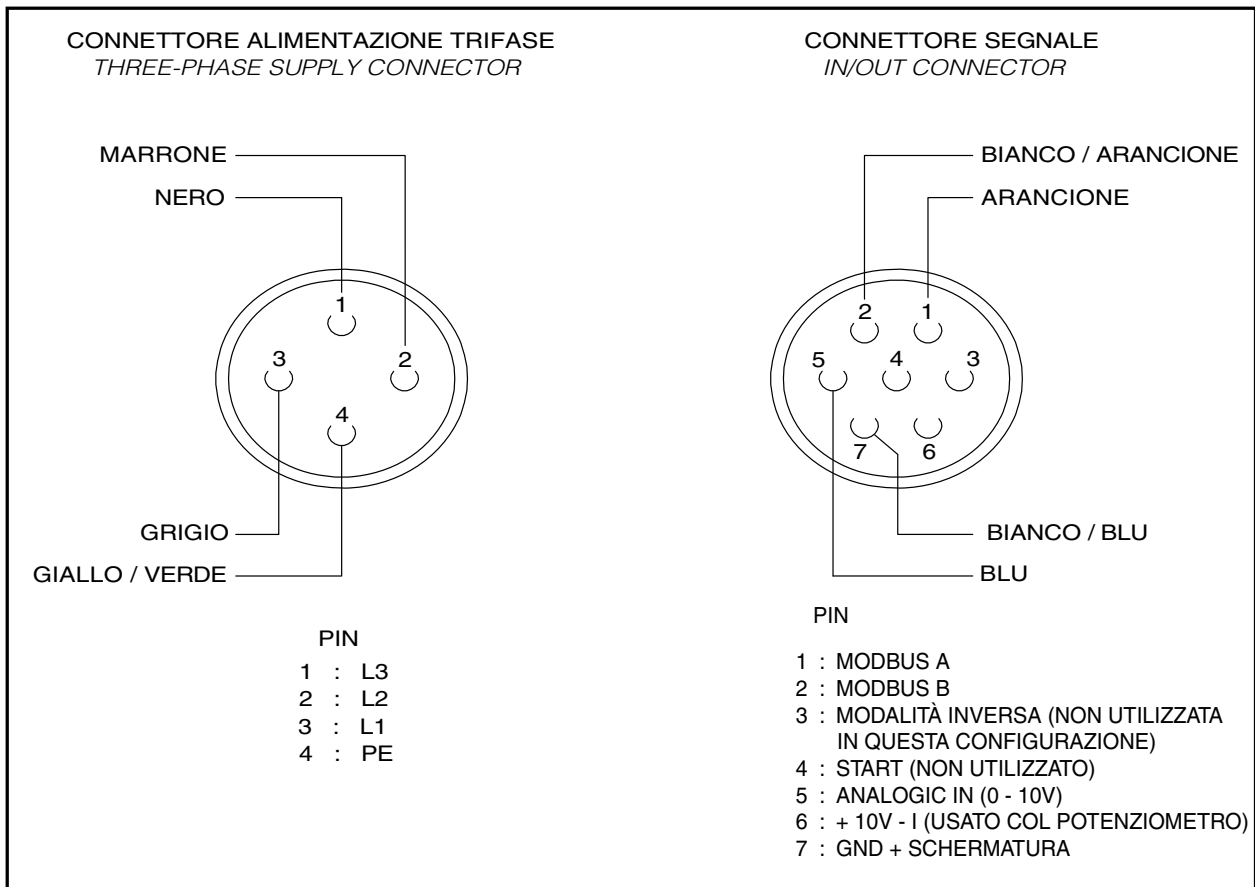 CONNETTORE ALIMENTAZIONE TRIFASE
THREE-PHASE SUPPLY CONNECTOR
MARRONE
NERO
1
3
2
4
GRIGIO
GIALLO / VERDE
PIN
1 : L3
2 : L2
3 : L1
4 : PE
CONNETTORE SEGNALE
IN/OUT CONNECTOR
BIANCO / ARANCIONE
ARANCIONE
2 1
5 4 3
7 6
BIANCO / BLU
BLU
PIN
1 : MODBUS A
2 : MODBUS B
3 : MODALITÀ INVERSA (NON UTILIZZATA
IN QUESTA CONFIGURAZIONE)
4 : START (NON UTILIZZATO)
5 : ANALOGIC IN (0 - 10V)
6 : + 10V - I (USATO COL POTENZIOMETRO)
7 : GND + SCHERMATURA